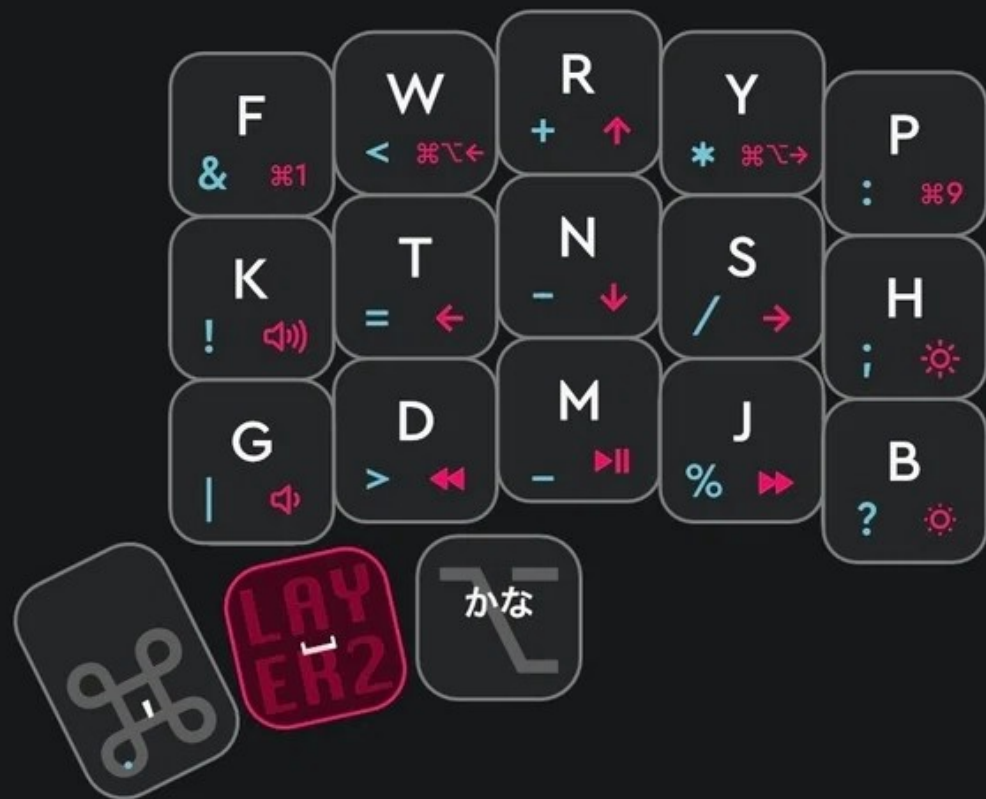 F
& ⌘1
W
< ⌘⌥←
R
+ ↑
Y
* ⌘⌥→
P
: ⌘9
K
!
T
= ←
N
- ↓
S
/ →
H
;
G
|
D
> ⏪
M
_ ⏯
J
% ⏩
B
?
⌘
,
.
LAY
ER2
␣
かな
⌥